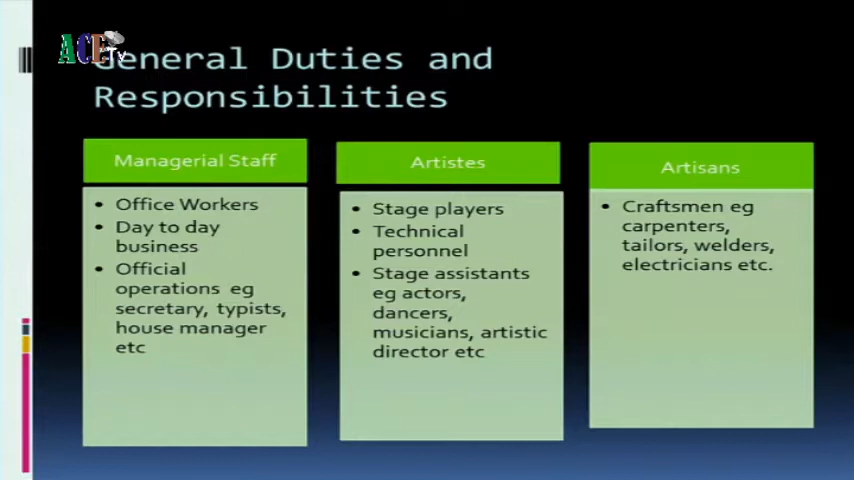 ACE Tv
General Duties and
Responsibilities
Managerial Staff
• Office Workers
• Day to day
business
• Official
operations eg
secretary, typists,
house manager
etc
Artistes
• Stage players
• Technical
personnel
• Stage assistants
eg actors,
dancers,
musicians, artistic
director etc
Artisans
• Craftsmen eg
carpenters,
tailors, welders,
electricians etc.